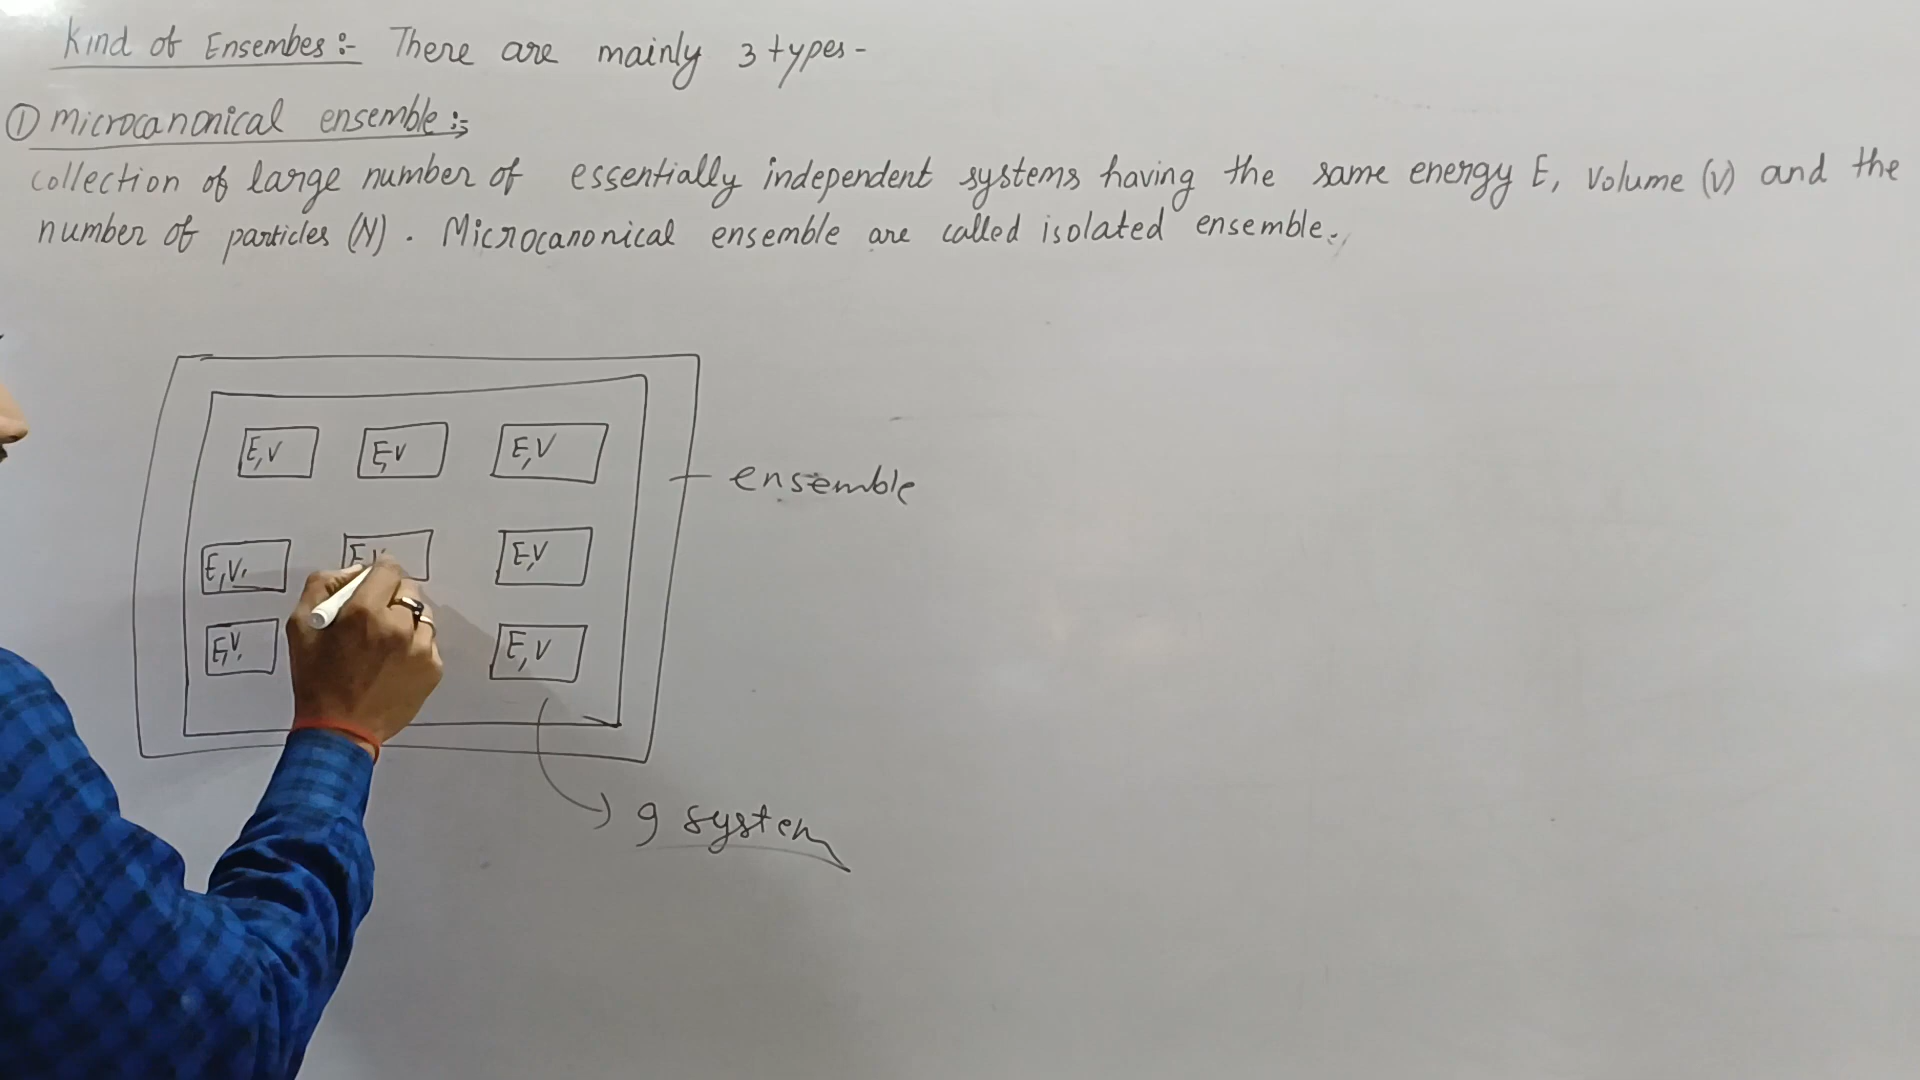 Kind of Ensembes :- There are mainly 3 types -
① Microcanonical ensemble :-
collection of large number of essentially independent systems having the same energy E, Volume (V) and the
number of particles (N) . Microcanonical ensemble are called isolated ensemble.
E,V E,V E,V
ensemble
E,V, E,V E,V
E,V, E,V
9 system